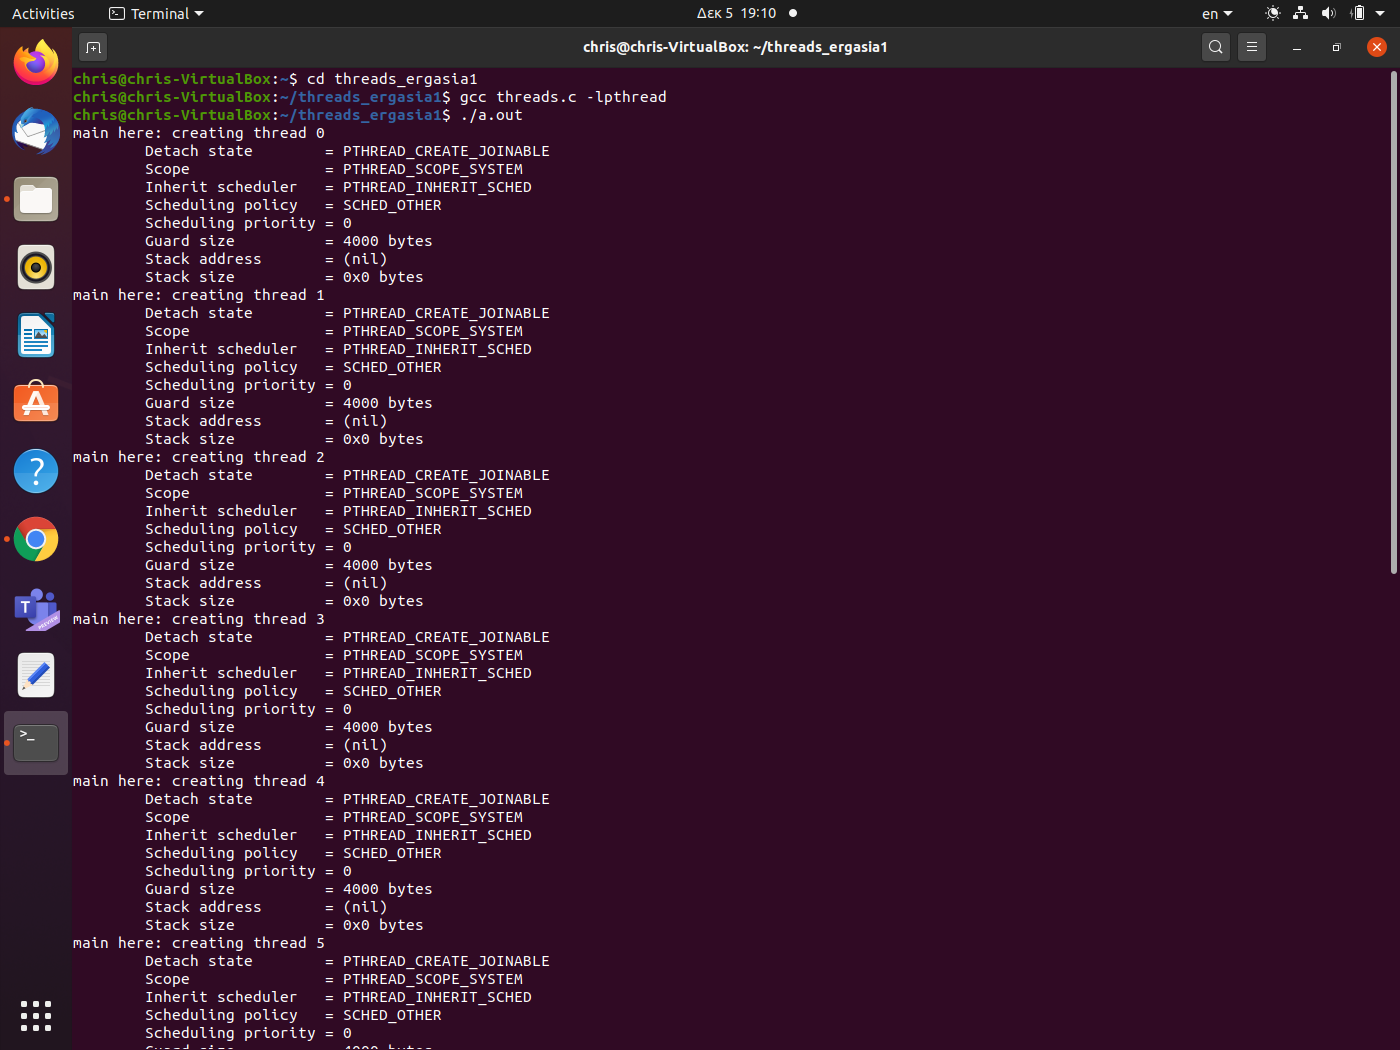 Activities Terminal Δεκ 5 19:10 en
chris@chris-VirtualBox: ~/threads_ergasia1
chris@chris-VirtualBox:~$ cd threads_ergasia1
chris@chris-VirtualBox:~/threads_ergasia1$ gcc threads.c -lpthread
chris@chris-VirtualBox:~/threads_ergasia1$ ./a.out
main here: creating thread 0
Detach state = PTHREAD_CREATE_JOINABLE
Scope = PTHREAD_SCOPE_SYSTEM
Inherit scheduler = PTHREAD_INHERIT_SCHED
Scheduling policy = SCHED_OTHER
Scheduling priority = 0
Guard size = 4000 bytes
Stack address = (nil)
Stack size = 0x0 bytes
main here: creating thread 1
Detach state = PTHREAD_CREATE_JOINABLE
Scope = PTHREAD_SCOPE_SYSTEM
Inherit scheduler = PTHREAD_INHERIT_SCHED
Scheduling policy = SCHED_OTHER
Scheduling priority = 0
Guard size = 4000 bytes
Stack address = (nil)
Stack size = 0x0 bytes
main here: creating thread 2
Detach state = PTHREAD_CREATE_JOINABLE
Scope = PTHREAD_SCOPE_SYSTEM
Inherit scheduler = PTHREAD_INHERIT_SCHED
Scheduling policy = SCHED_OTHER
Scheduling priority = 0
Guard size = 4000 bytes
Stack address = (nil)
Stack size = 0x0 bytes
main here: creating thread 3
Detach state = PTHREAD_CREATE_JOINABLE
Scope = PTHREAD_SCOPE_SYSTEM
Inherit scheduler = PTHREAD_INHERIT_SCHED
Scheduling policy = SCHED_OTHER
Scheduling priority = 0
Guard size = 4000 bytes
Stack address = (nil)
Stack size = 0x0 bytes
main here: creating thread 4
Detach state = PTHREAD_CREATE_JOINABLE
Scope = PTHREAD_SCOPE_SYSTEM
Inherit scheduler = PTHREAD_INHERIT_SCHED
Scheduling policy = SCHED_OTHER
Scheduling priority = 0
Guard size = 4000 bytes
Stack address = (nil)
Stack size = 0x0 bytes
main here: creating thread 5
Detach state = PTHREAD_CREATE_JOINABLE
Scope = PTHREAD_SCOPE_SYSTEM
Inherit scheduler = PTHREAD_INHERIT_SCHED
Scheduling policy = SCHED_OTHER
Scheduling priority = 0
Guard size = 4000 bytes